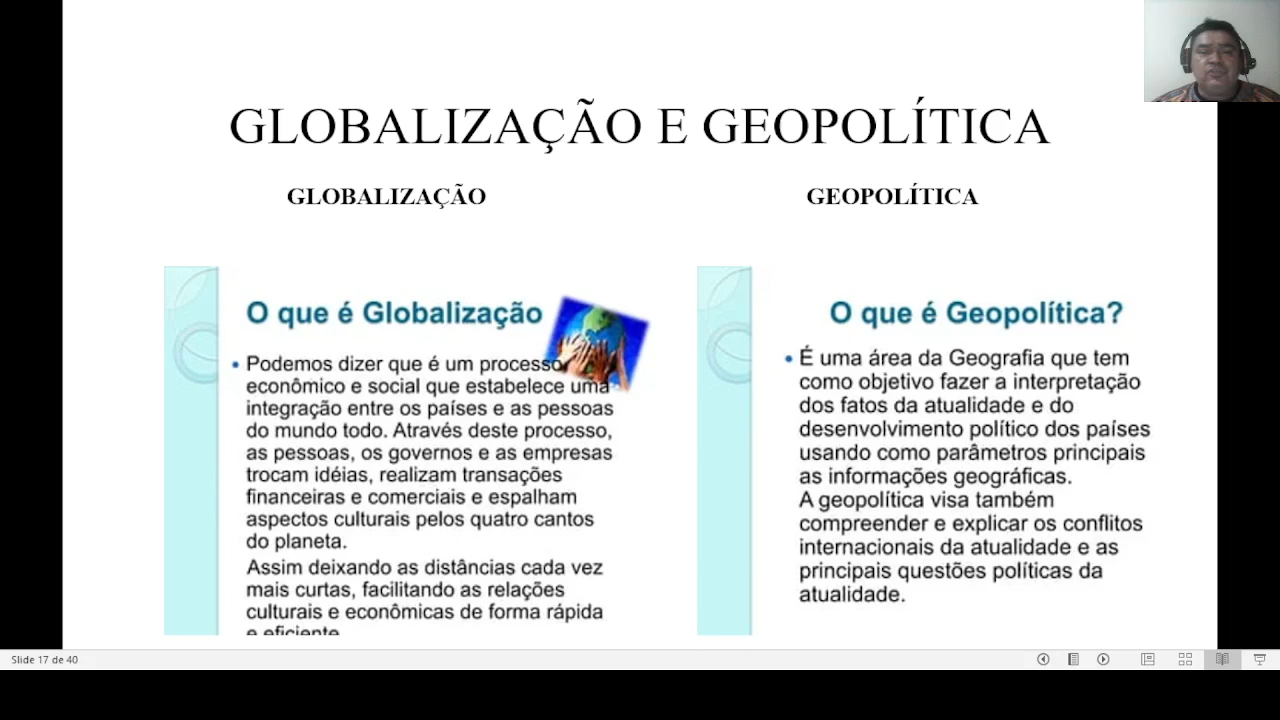 GLOBALIZAÇÃO E GEOPOLÍTICA
GLOBALIZAÇÃO
O que é Globalização
• Podemos dizer que é um processo
econômico e social que estabelece uma
integração entre os países e as pessoas
do mundo todo. Através deste processo,
as pessoas, os governos e as empresas
trocam idéias, realizam transações
financeiras e comerciais e espalham
aspectos culturais pelos quatro cantos
do planeta.
Assim deixando as distâncias cada vez
mais curtas, facilitando as relações
culturais e econômicas de forma rápida
e eficiente
GEOPOLÍTICA
O que é Geopolítica?
• É uma área da Geografia que tem
como objetivo fazer a interpretação
dos fatos da atualidade e do
desenvolvimento político dos países
usando como parâmetros principais
as informações geográficas.
A geopolítica visa também
compreender e explicar os conflitos
internacionais da atualidade e as
principais questões políticas da
atualidade.
Slide 17 de 40